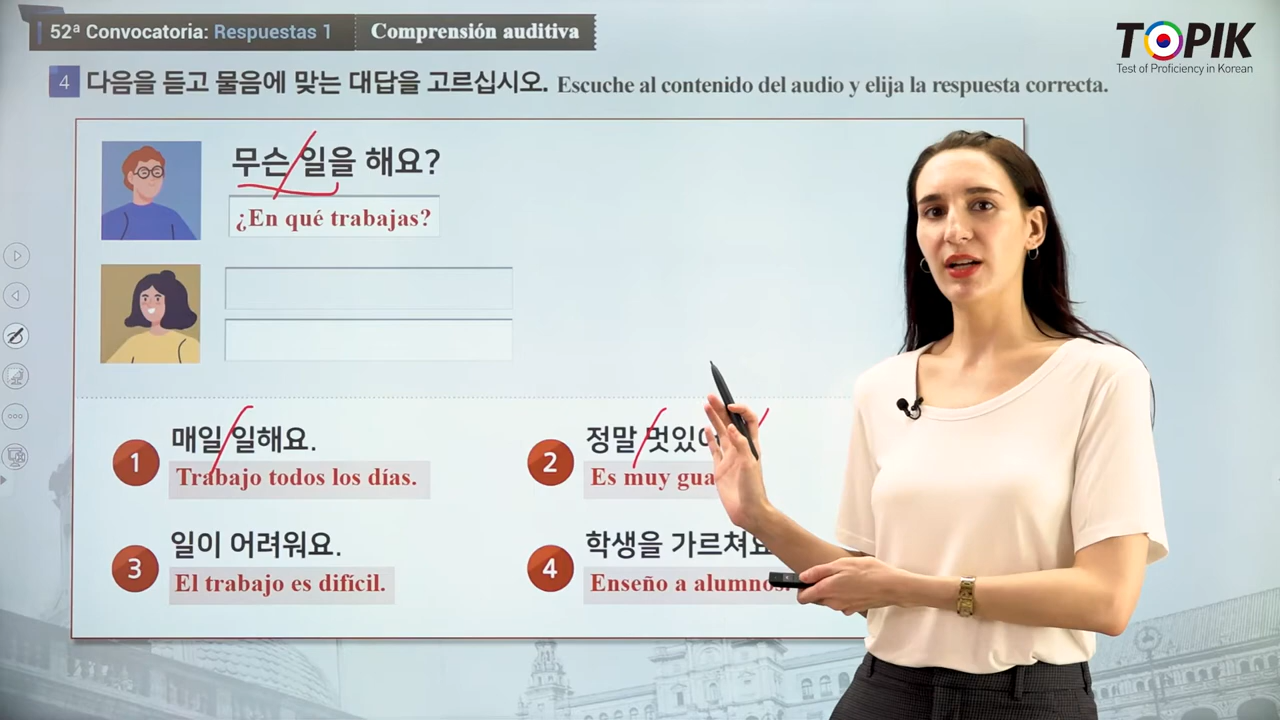 52ª Convocatoria: Respuestas 1 Comprensión auditiva
TOPIK
Test of Proficiency in Korean
4 다음을 듣고 물음에 맞는 대답을 고르십시오. Escuche al contenido del audio y elija la respuesta correcta.
무슨 일을 해요?
¿En qué trabajas?
1 매일 일해요.
Trabajo todos los días.
2 정말
Es muy
3 일이 어려워요.
El trabajo es difícil.
4 학생을 가르쳐요
Enseño a alumnos.